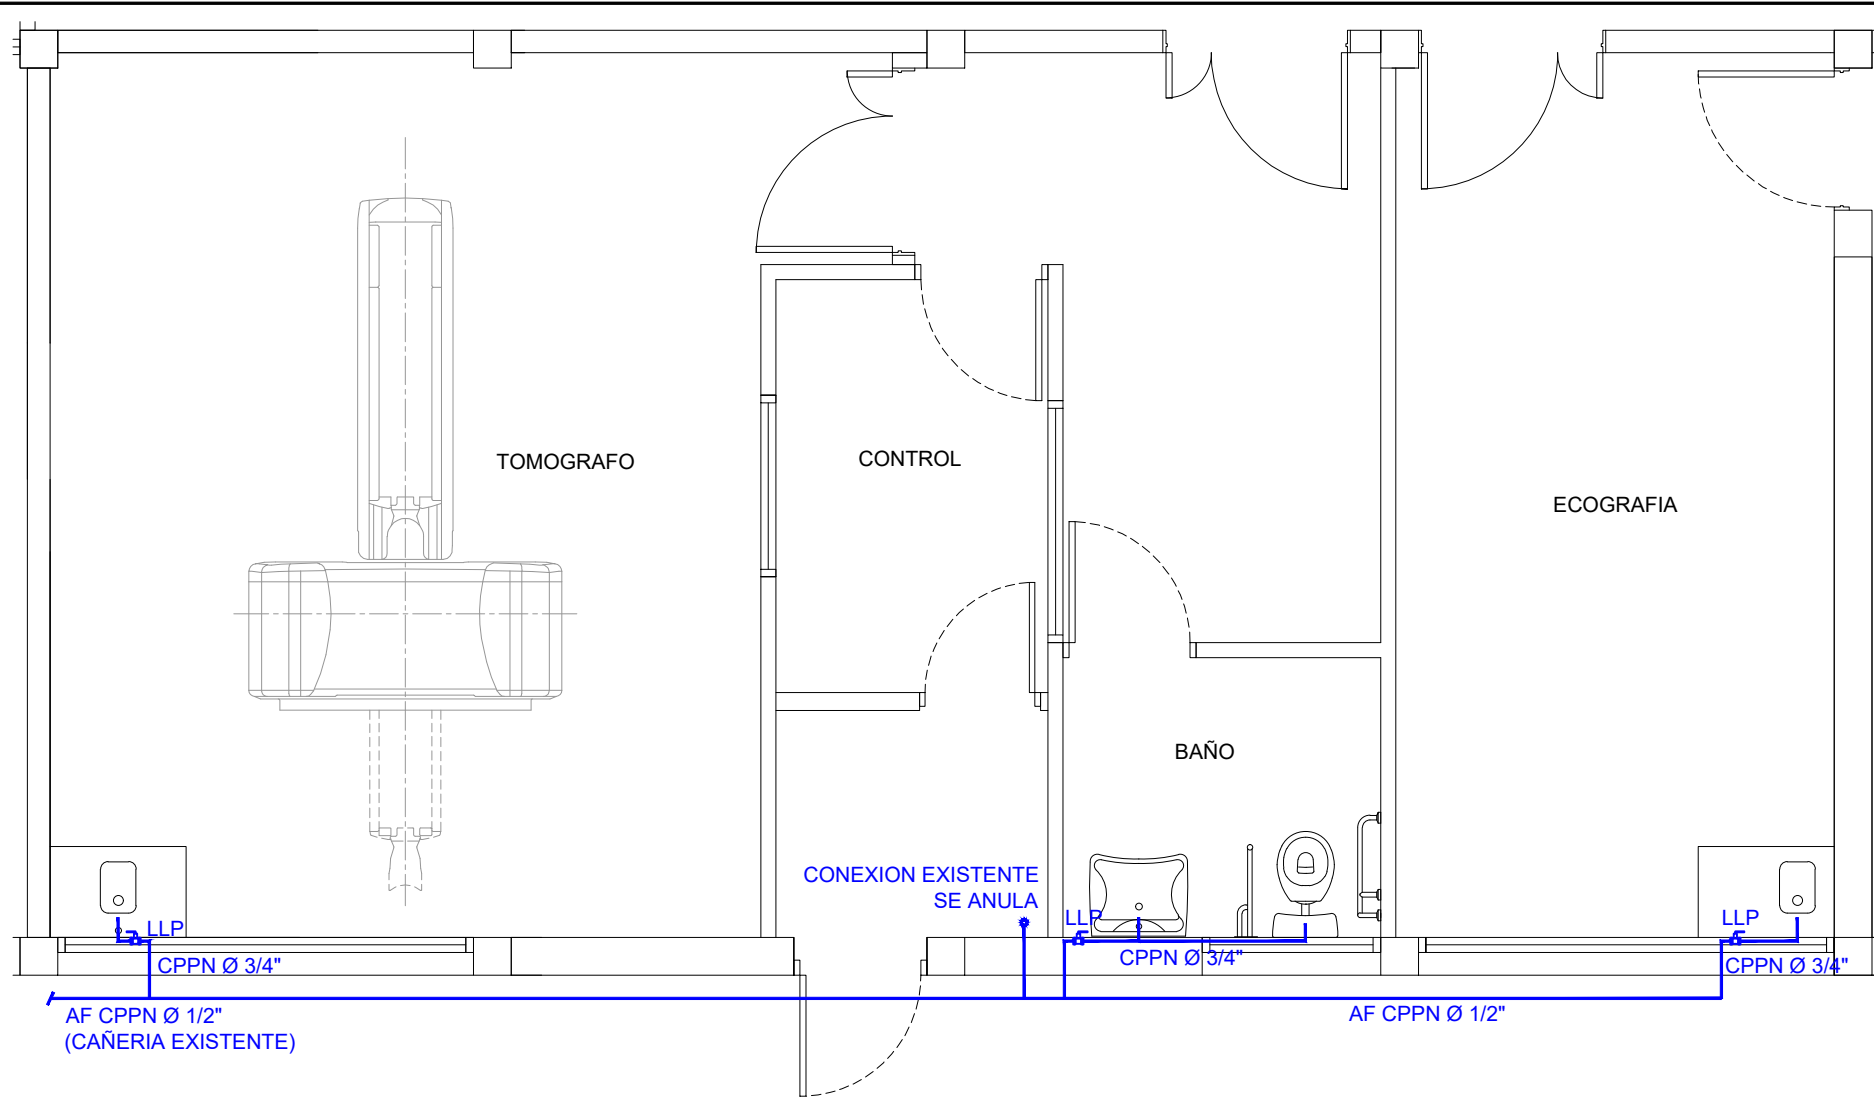 TOMOGRAFO
CONTROL
ECOGRAFIA
BAÑO
CONEXION EXISTENTE
SE ANULA
LLP
CPPN Ø 3/4"
LLP
CPPN Ø 3/4"
LLP
CPPN Ø 3/4"
AF CPPN Ø 1/2"
(CAÑERIA EXISTENTE)
AF CPPN Ø 1/2"